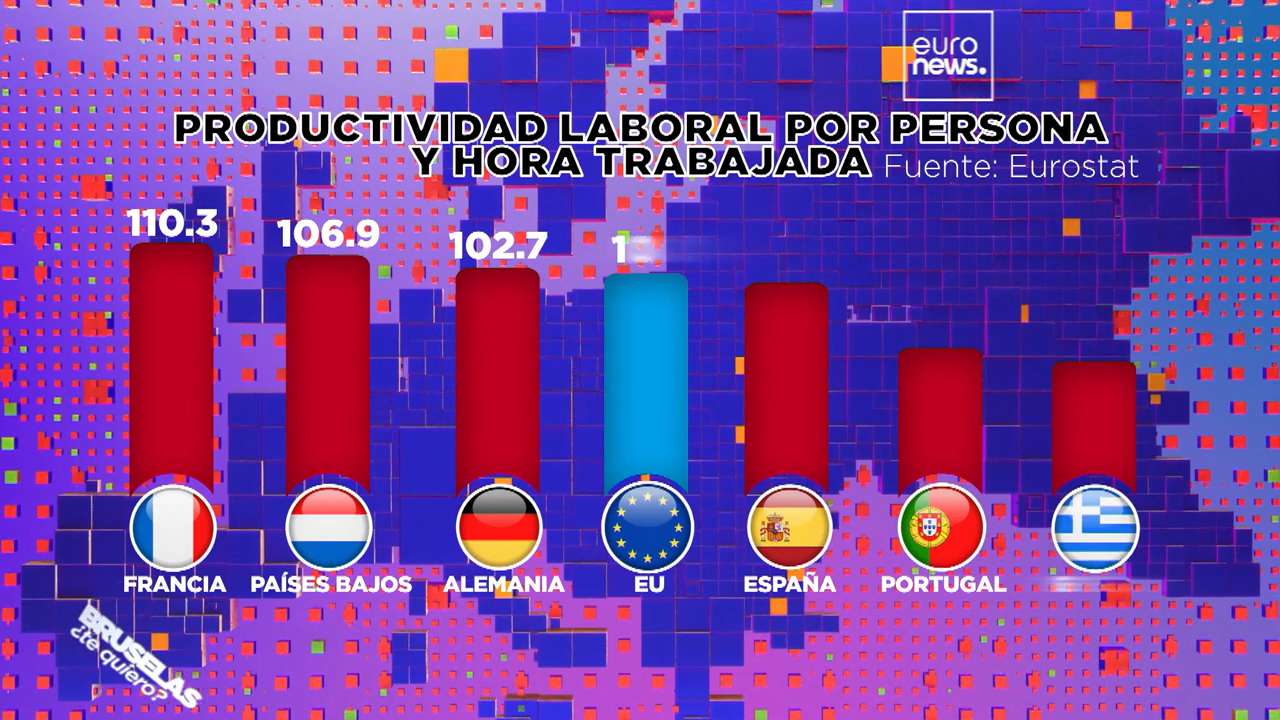 euro
news.
PRODUCTIVIDAD LABORAL POR PERSONA
Y HORA TRABAJADA Fuente: Eurostat
110.3 106.9 102.7 1
FRANCIA PAÍSES BAJOS ALEMANIA EU ESPAÑA PORTUGAL
BRUSELAS
¿te quiero?